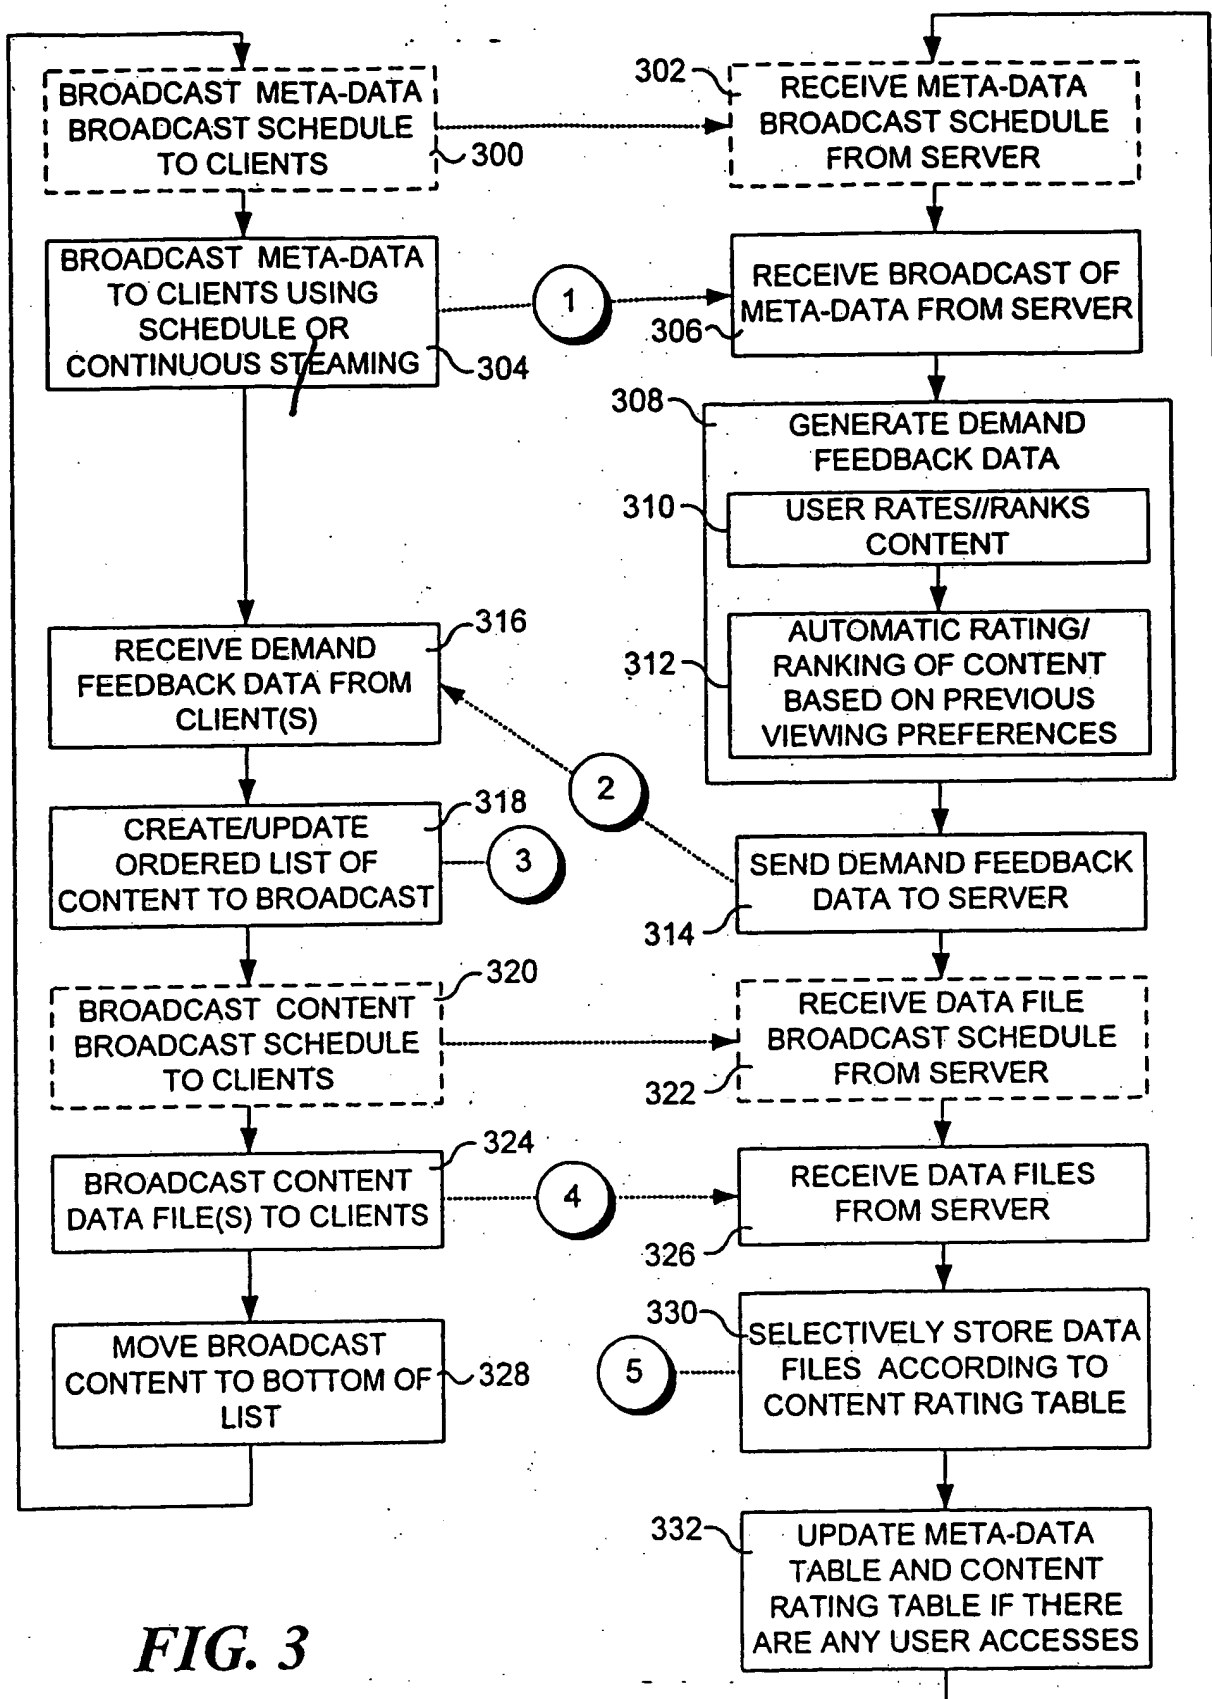 BROADCAST META-DATA
BROADCAST SCHEDULE
TO CLIENTS
300
302
RECEIVE META-DATA
BROADCAST SCHEDULE
FROM SERVER
BROADCAST META-DATA
TO CLIENTS USING
SCHEDULE OR
CONTINUOUS STEAMING
304
1
RECEIVE BROADCAST OF
META-DATA FROM SERVER
306
308
GENERATE DEMAND
FEEDBACK DATA
310
USER RATES//RANKS
CONTENT
312
AUTOMATIC RATING/
RANKING OF CONTENT
BASED ON PREVIOUS
VIEWING PREFERENCES
316
RECEIVE DEMAND
FEEDBACK DATA FROM
CLIENT(S)
2
318
CREATE/UPDATE
ORDERED LIST OF
CONTENT TO BROADCAST
3
SEND DEMAND FEEDBACK
DATA TO SERVER
314
320
BROADCAST CONTENT
BROADCAST SCHEDULE
TO CLIENTS
RECEIVE DATA FILE
BROADCAST SCHEDULE
FROM SERVER
322
324
BROADCAST CONTENT
DATA FILE(S) TO CLIENTS
4
RECEIVE DATA FILES
FROM SERVER
326
MOVE BROADCAST
CONTENT TO BOTTOM OF
LIST
328
330
SELECTIVELY STORE DATA
FILES ACCORDING TO
CONTENT RATING TABLE
5
332
UPDATE META-DATA
TABLE AND CONTENT
RATING TABLE IF THERE
ARE ANY USER ACCESSES
FIG. 3